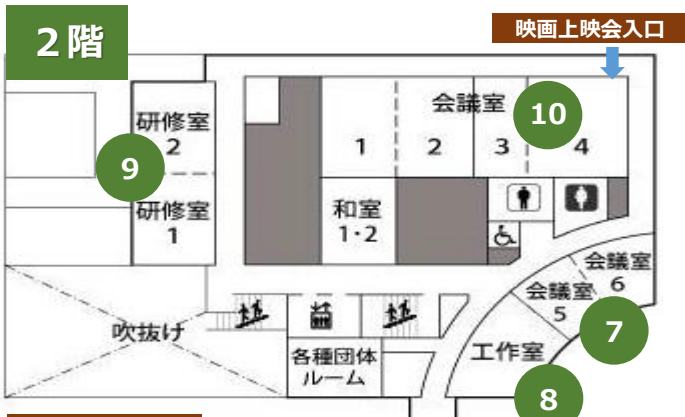 2階
映画上映会入口
研修室
2
9
研修室
1
会議室
10
1
2
3
4
和室
1・2
会議室
6
会議室
5
7
吹抜け
各種団体
ルーム
工作室
8